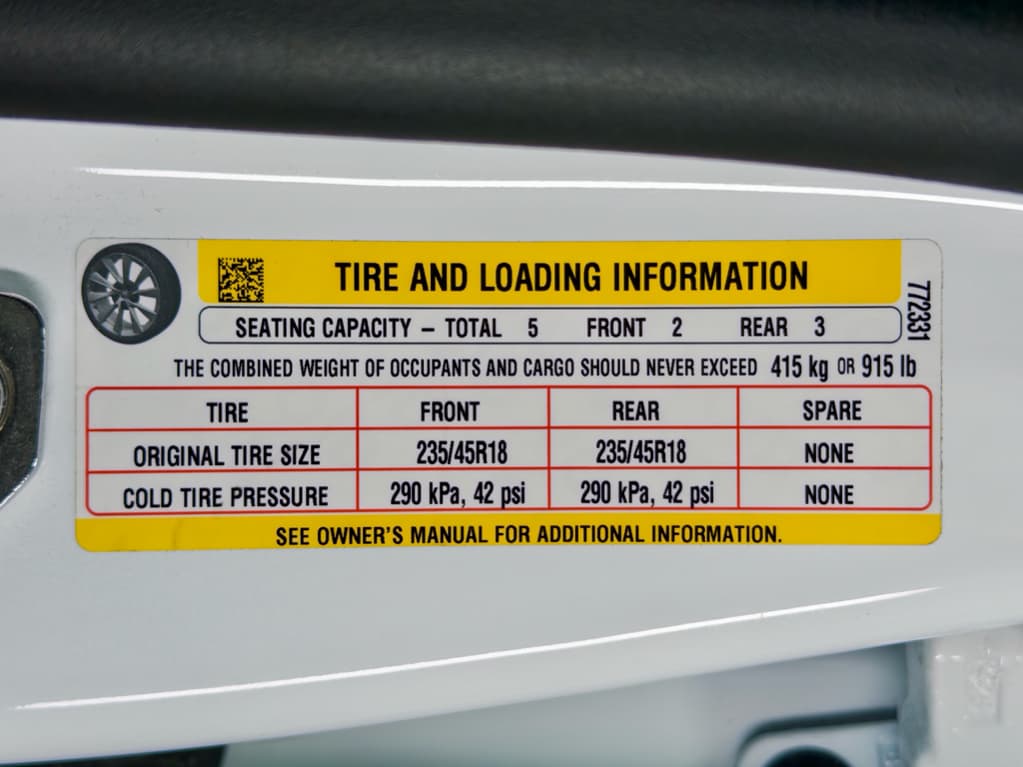 TIRE AND LOADING INFORMATION
772331
SEATING CAPACITY – TOTAL 5 FRONT 2 REAR 3
THE COMBINED WEIGHT OF OCCUPANTS AND CARGO SHOULD NEVER EXCEED 415 kg OR 915 lb
TIRE FRONT REAR SPARE
ORIGINAL TIRE SIZE 235/45R18 235/45R18 NONE
COLD TIRE PRESSURE 290 kPa, 42 psi 290 kPa, 42 psi NONE
SEE OWNER'S MANUAL FOR ADDITIONAL INFORMATION.